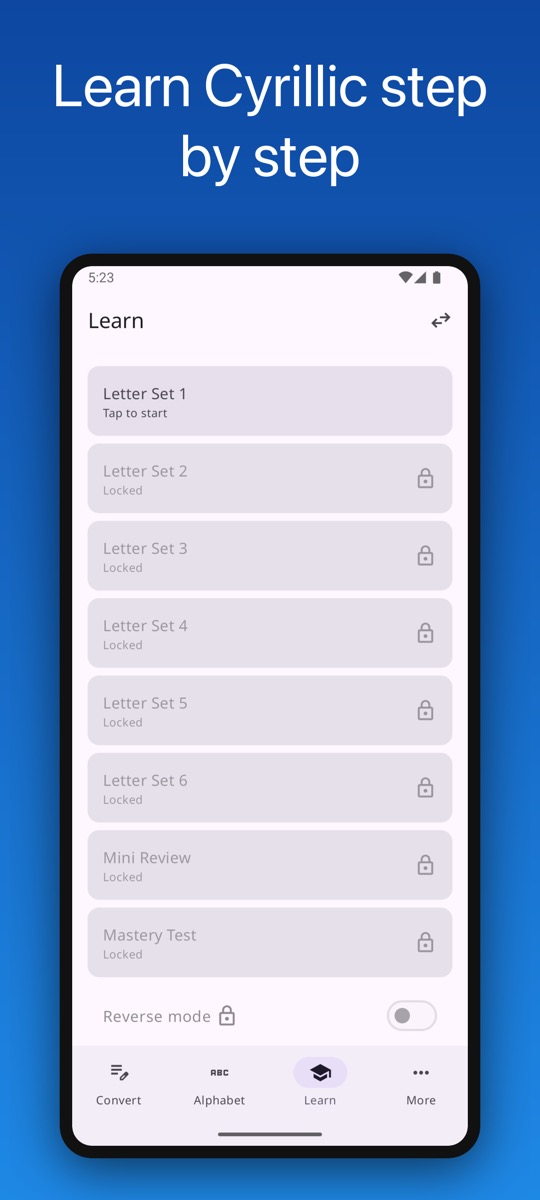 Learn Cyrillic step
by step
5:23
Learn
Letter Set 1
Tap to start
Letter Set 2
Locked
Letter Set 3
Locked
Letter Set 4
Locked
Letter Set 5
Locked
Letter Set 6
Locked
Mini Review
Locked
Mastery Test
Locked
Reverse mode
ABC
Convert Alphabet Learn More